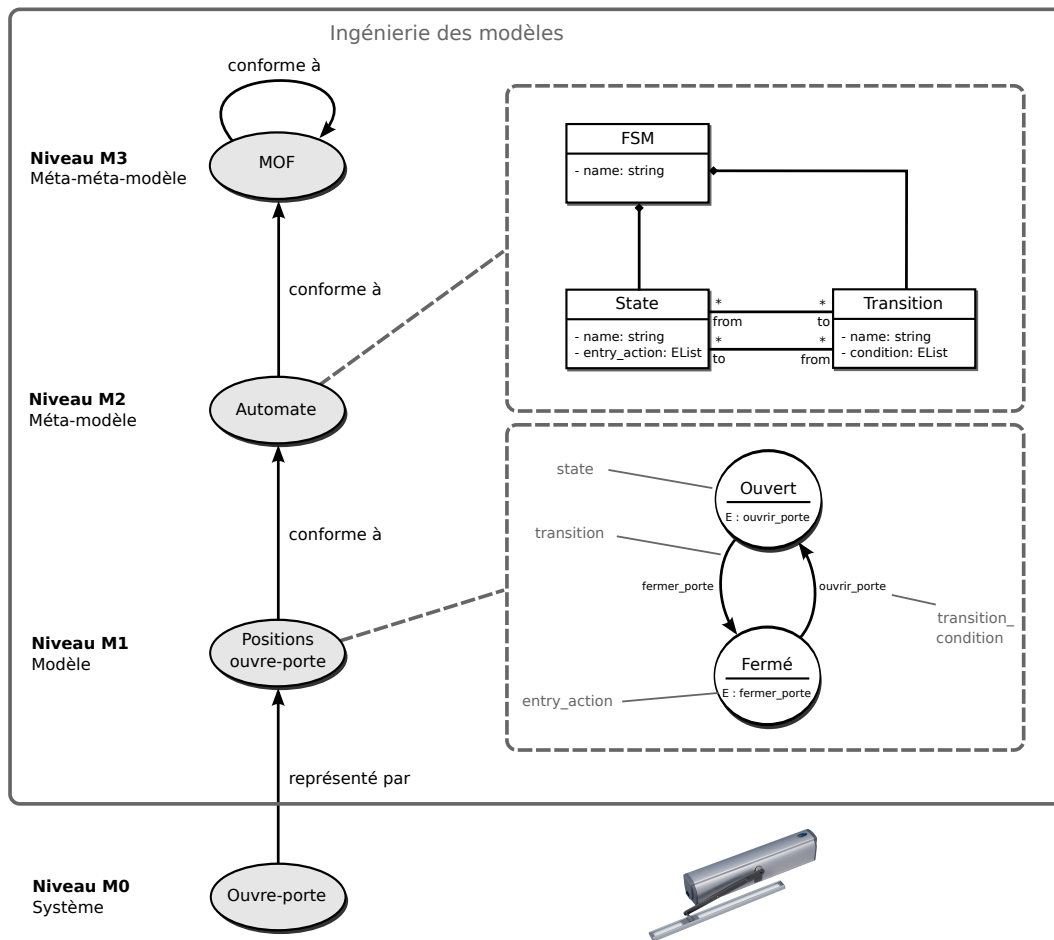 Ingénierie des modèles
conforme à
Niveau M3
Méta-méta-modèle
MOF
conforme à
FSM
- name: string
State
- name: string
- entry_action: EList
Transition
- name: string
- condition: EList
* *
from to
* *
to from
Niveau M2
Méta-modèle
Automate
conforme à
state
Ouvert
E : ouvrir_porte
transition
fermer_porte
ouvrir_porte
transition_
condition
Fermé
E : fermer_porte
entry_action
Niveau M1
Modèle
Positions
ouvre-porte
représenté par
Niveau M0
Système
Ouvre-porte